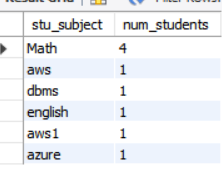 stu_subject num_students
Math 4
aws 1
dbms 1
english 1
aws1 1
azure 1